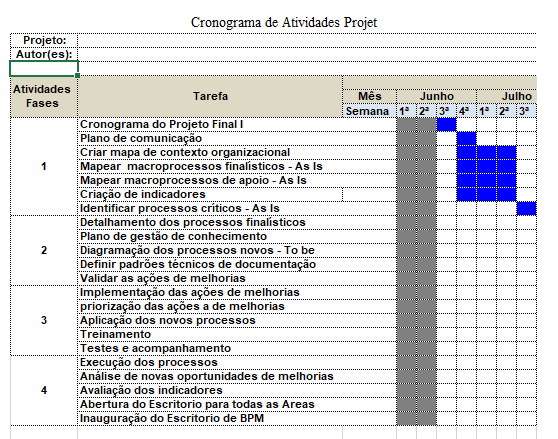 Cronograma de Atividades Projet
Projeto:
Autor(es):
Atividades Fases Tarefa Mês Junho Julho
Semana 1ª 2ª 3ª 4ª 1ª 2ª 3ª
Cronograma do Projeto Final I
Plano de comunicação
Criar mapa de contexto organizacional
1 Mapear macroprocessos finalísticos - As Is
Mapear macroprocessos de apoio - As Is
Criação de indicadores
Identificar processos críticos - As Is
Detalhamento dos processos finalísticos
Plano de gestão de conhecimento
2 Diagramação dos processos novos - To be
Definir padrões técnicos de documentação
Validar as ações de melhorias
Implementação das ações de melhorias
priorização das ações a de melhorias
3 Aplicação dos novos processos
Treinamento
Testes e acompanhamento
Execução dos processos
Análise de novas oportunidades de melhorias
4 Avaliação dos indicadores
Abertura do Escritorio para todas as Areas
Inauguração do Escritorio de BPM